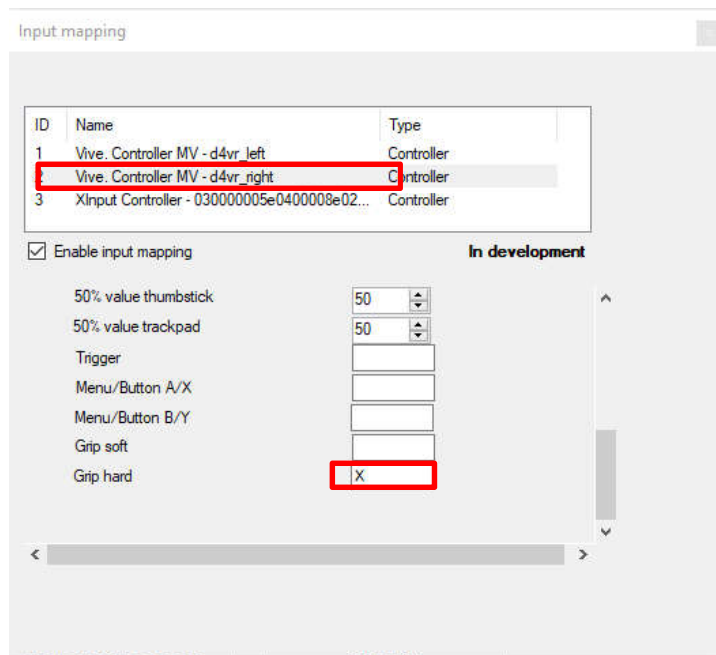 Input mapping
ID Name Type
1 Vive. Controller MV - d4vr_left Controller
2 Vive. Controller MV - d4vr_right Controller
3 XInput Controller - 030000005e0400008e02... Controller
Enable input mapping In development
50% value thumbstick 50
50% value trackpad 50
Trigger
Menu/Button A/X
Menu/Button B/Y
Grip soft
Grip hard X